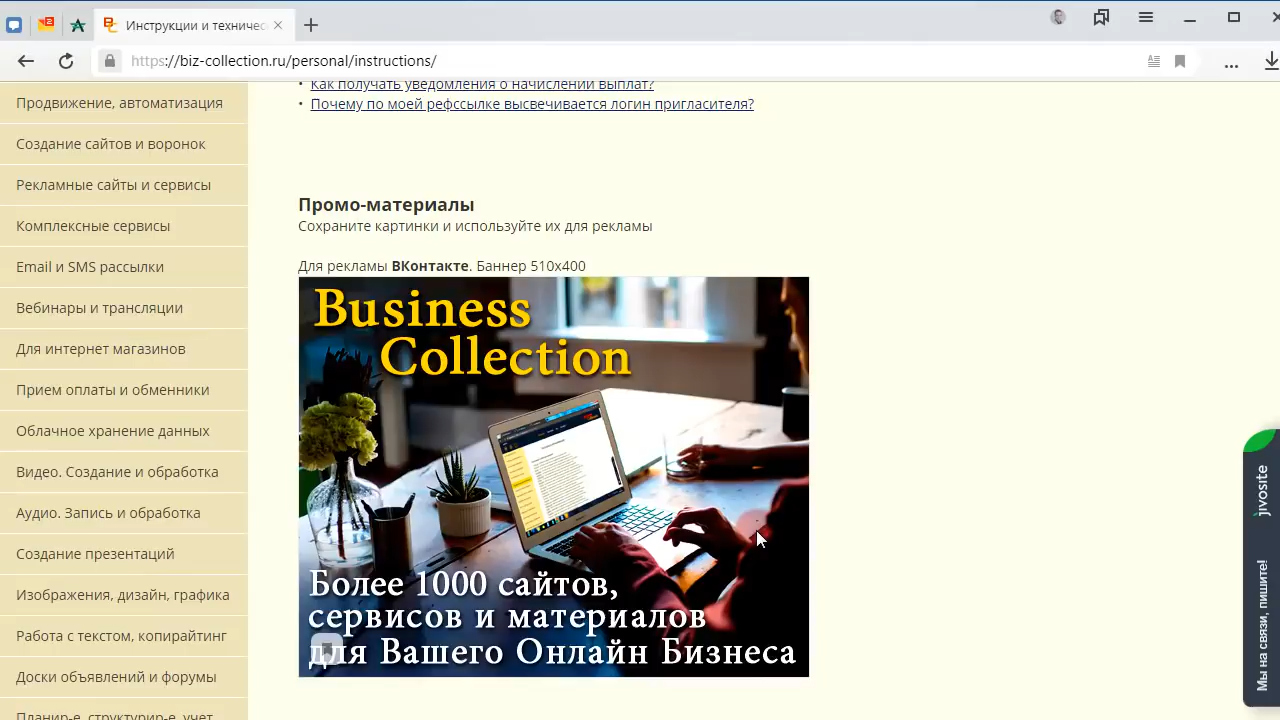 Инструкции и техничес
https://biz-collection.ru/personal/instructions/
Продвижение, автоматизация
Создание сайтов и воронок
Рекламные сайты и сервисы
Комплексные сервисы
Email и SMS рассылки
Вебинары и трансляции
Для интернет магазинов
Прием оплаты и обменники
Облачное хранение данных
Видео. Создание и обработка
Аудио. Запись и обработка
Создание презентаций
Изображения, дизайн, графика
Работа с текстом, копирайтинг
Доски объявлений и форумы
Планир-е, структурир-е, учет
• Как получать уведомления о начислении выплат?
• Почему по моей рефссылке высвечивается логин пригласителя?
Промо-материалы
Сохраните картинки и используйте их для рекламы
Для рекламы ВКонтакте. Баннер 510x400
Business
Collection
Более 1000 сайтов,
сервисов и материалов
для Вашего Онлайн Бизнеса
jivosite
Мы на связи, пишите!